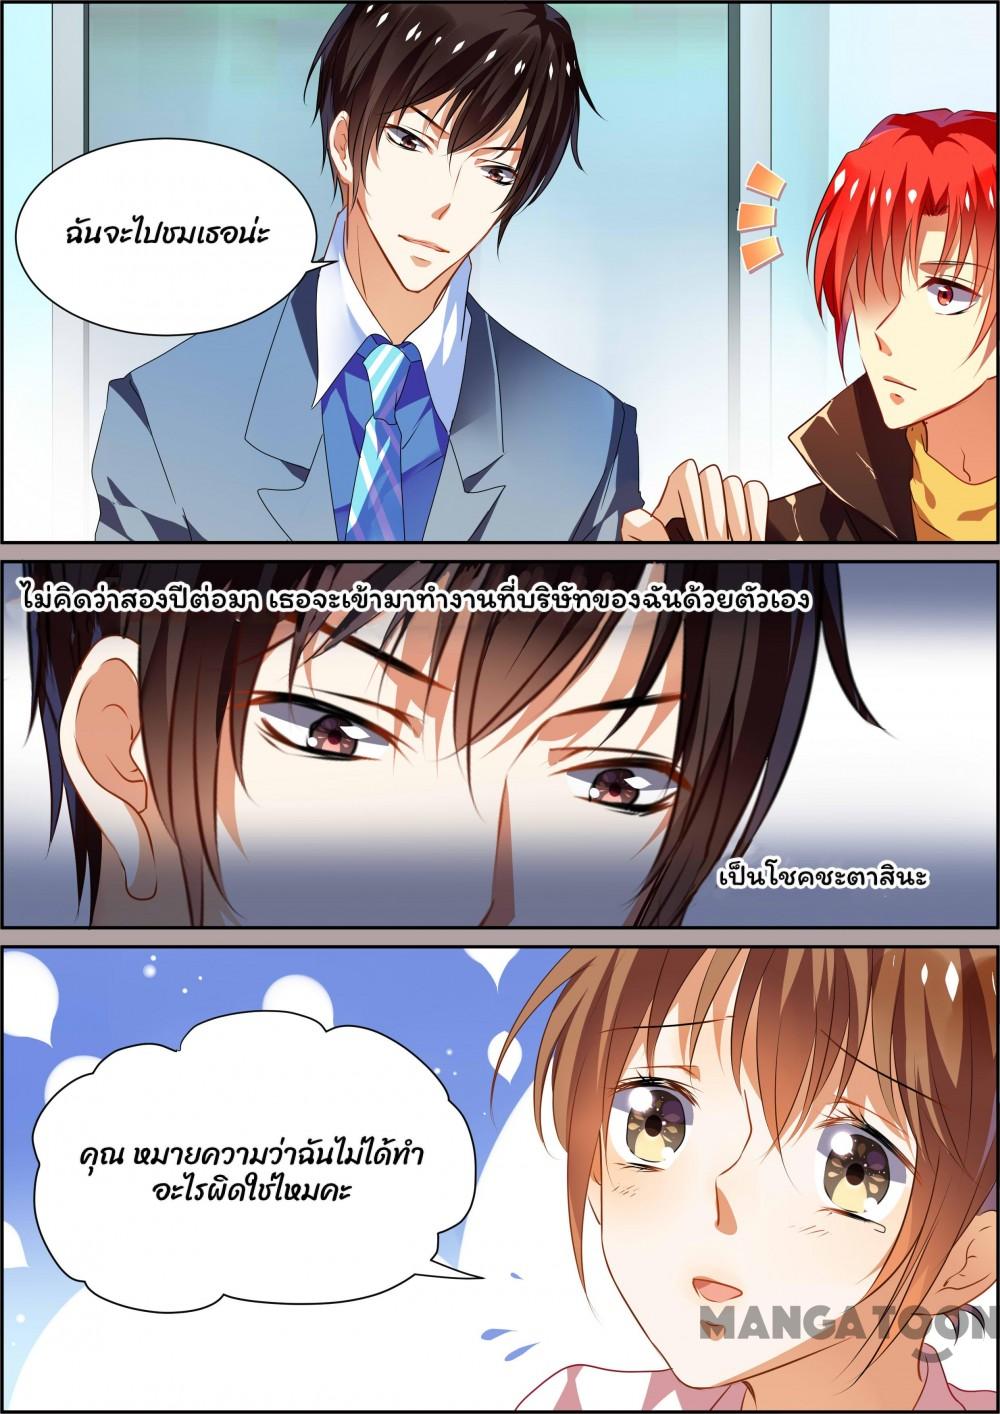 ฉันจะไปชมเธอน่ะ
ไม่คิดว่าสองปีต่อมา เธอจะเข้ามาทำงานที่บริษัทของฉันด้วยตัวเอง
เป็นโชคชะตาสินะ
คุณ หมายความว่าฉันไม่ได้ทำ
อะไรผิดใช่ไหมคะ
MANGATOON